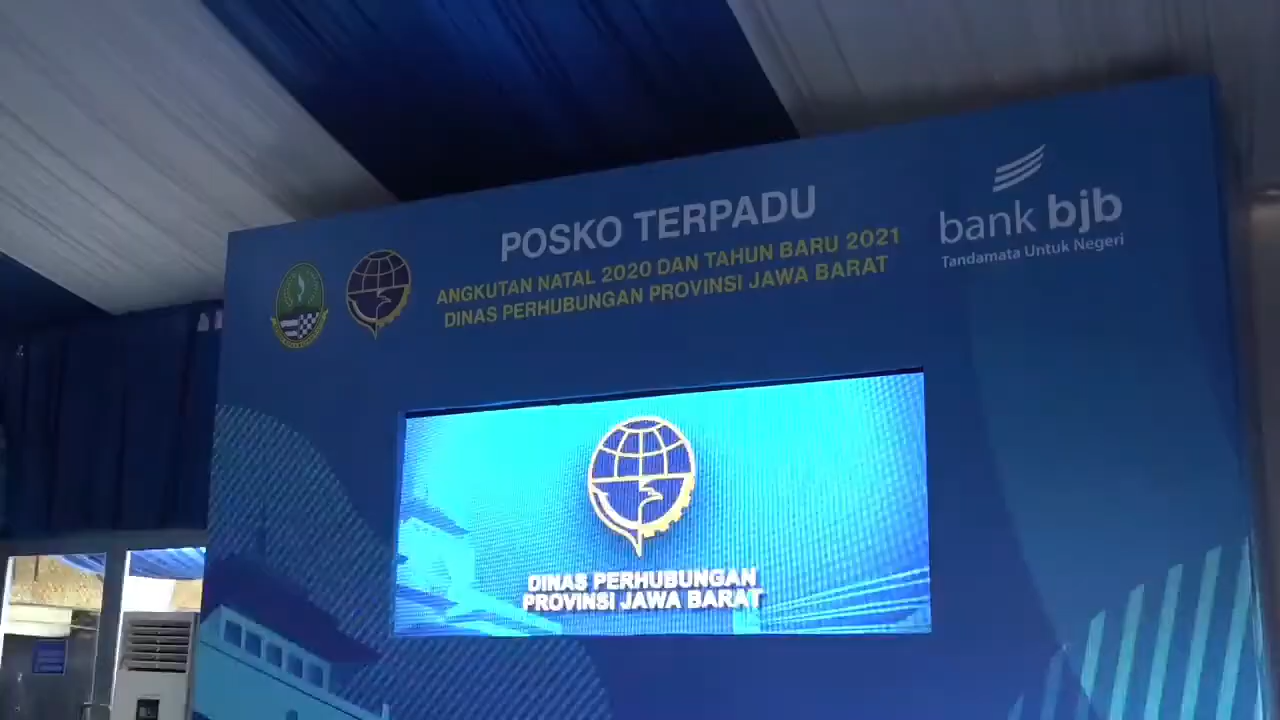 POSKO TERPADU
ANGKUTAN NATAL 2020 DAN TAHUN BARU 2021
DINAS PERHUBUNGAN PROVINSI JAWA BARAT
bank bjb
Tandamata Untuk Negeri
DINAS PERHUBUNGAN
PROVINSI JAWA BARAT